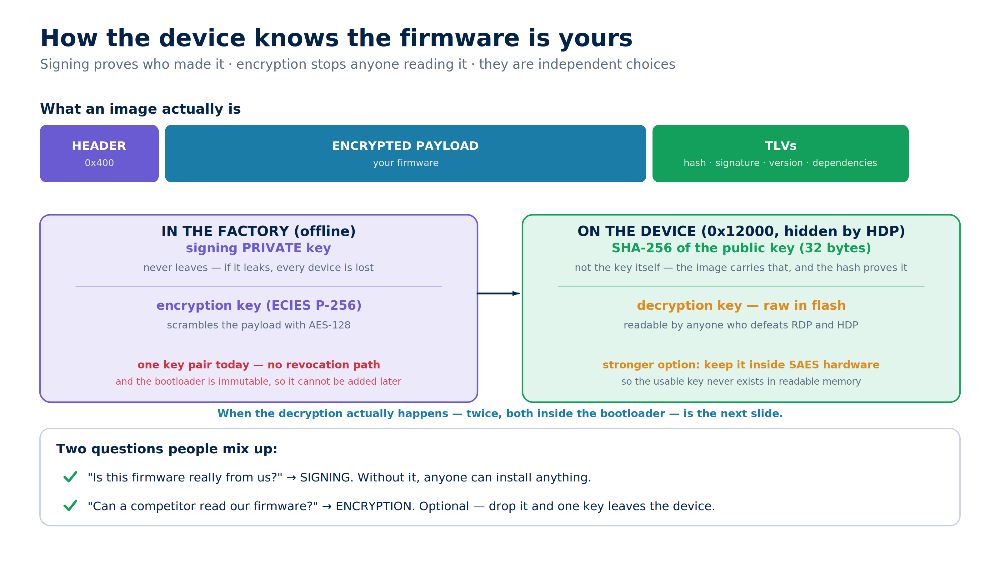 How the device knows the firmware is yours
Signing proves who made it · encryption stops anyone reading it · they are independent choices
What an image actually is
HEADER
0x400
ENCRYPTED PAYLOAD
your firmware
TLVs
hash · signature · version · dependencies
IN THE FACTORY (offline)
signing PRIVATE key
never leaves — if it leaks, every device is lost
encryption key (ECIES P-256)
scrambles the payload with AES-128
one key pair today — no revocation path
and the bootloader is immutable, so it cannot be added later
ON THE DEVICE (0x12000, hidden by HDP)
SHA-256 of the public key (32 bytes)
not the key itself — the image carries that, and the hash proves it
decryption key — raw in flash
readable by anyone who defeats RDP and HDP
stronger option: keep it inside SAES hardware
so the usable key never exists in readable memory
When the decryption actually happens — twice, both inside the bootloader — is the next slide.
Two questions people mix up:
"Is this firmware really from us?" → SIGNING. Without it, anyone can install anything.
"Can a competitor read our firmware?" → ENCRYPTION. Optional — drop it and one key leaves the device.